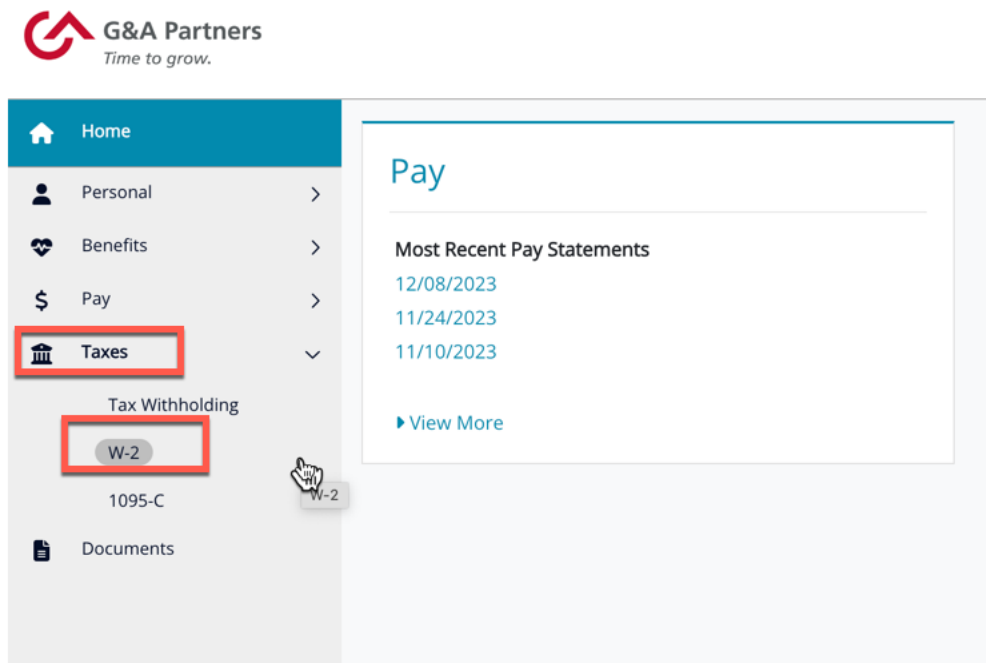 G&A Partners
Time to grow.
Home
Personal
Benefits
Pay
Taxes
Tax Withholding
W-2
1095-C
Documents
Pay
Most Recent Pay Statements
12/08/2023
11/24/2023
11/10/2023
View More
W-2